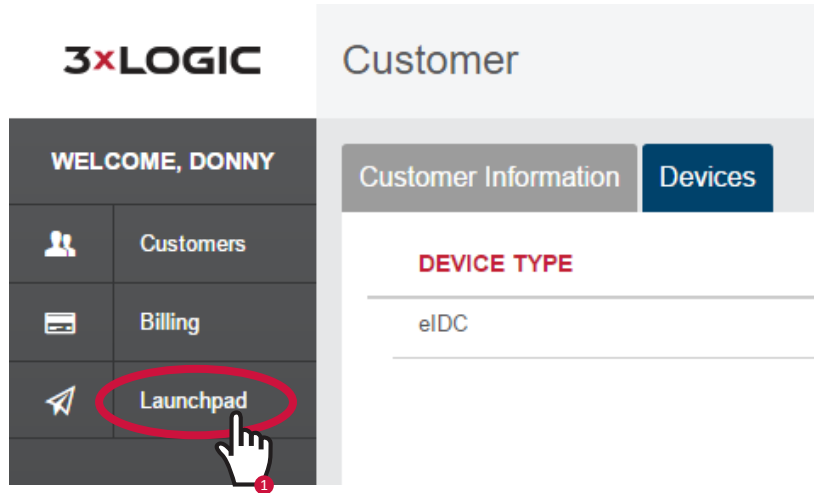 3xLOGIC
Customer
WELCOME, DONNY
Customers
Billing
Launchpad
1
Customer Information
Devices
DEVICE TYPE
eIDC